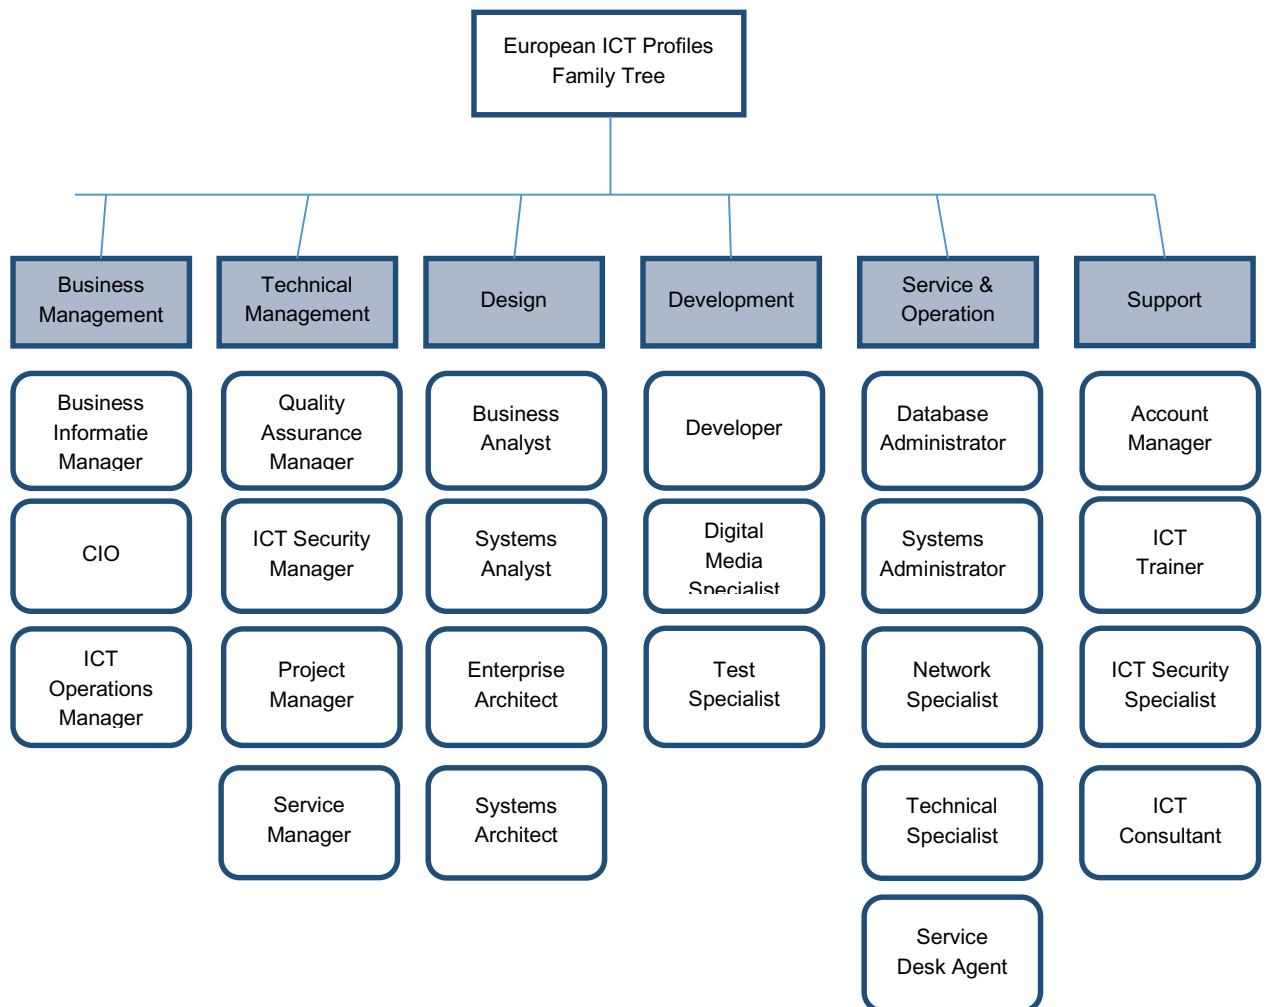 European ICT Profiles
Family Tree
Business
Management
Technical
Management
Design
Development
Service &
Operation
Support
Business
Informatie
Manager
Quality
Assurance
Manager
Business
Analyst
Developer
Database
Administrator
Account
Manager
CIO
ICT Security
Manager
Systems
Analyst
Digital
Media
Specialist
Systems
Administrator
ICT
Trainer
ICT
Operations
Manager
Project
Manager
Enterprise
Architect
Test
Specialist
Network
Specialist
ICT Security
Specialist
Service
Manager
Systems
Architect
Technical
Specialist
ICT
Consultant
Service
Desk Agent